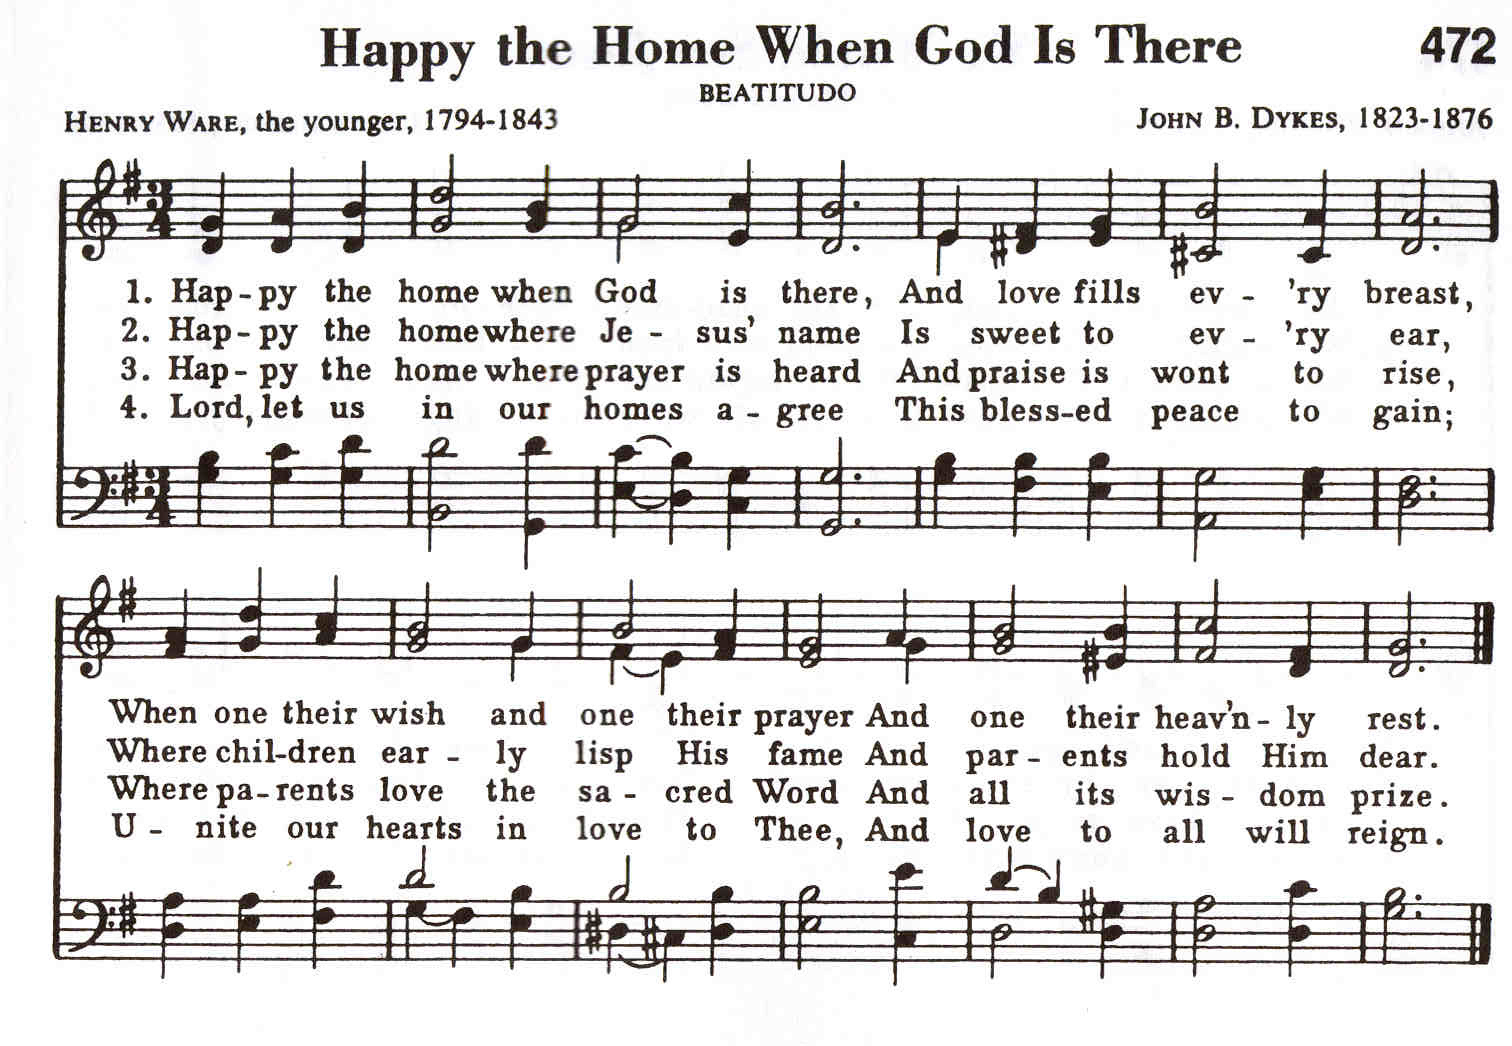 Happy the Home When God Is There 472
BEATITUDO
HENRY WARE, the younger, 1794-1843 JOHN B. DYKES, 1823-1876
1. Hap-py the home when God is there, And love fills ev-'ry breast,
2. Hap-py the home where Je-sus' name Is sweet to ev-'ry ear,
3. Hap-py the home where prayer is heard And praise is wont to rise,
4. Lord, let us in our homes a-gree This bless-ed peace to gain;
When one their wish and one their prayer And one their heav'n-ly rest.
Where chil-dren ear-ly lisp His fame And par-ents hold Him dear.
Where pa-rents love the sa-cred Word And all its wis-dom prize.
U-nite our hearts in love to Thee, And love to all will reign.